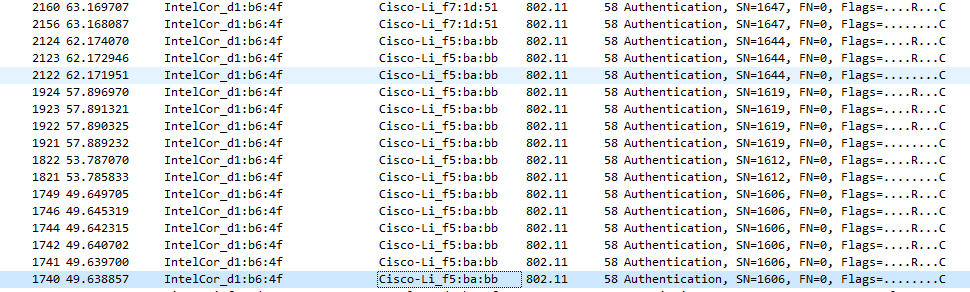 2160 63.169707 IntelCor_d1:b6:4f Cisco-Li_f7:1d:51 802.11 58 Authentication, SN=1647, FN=0, Flags=....R...C
2156 63.168087 IntelCor_d1:b6:4f Cisco-Li_f7:1d:51 802.11 58 Authentication, SN=1647, FN=0, Flags=........C
2124 62.174070 IntelCor_d1:b6:4f Cisco-Li_f5:ba:bb 802.11 58 Authentication, SN=1644, FN=0, Flags=....R...C
2123 62.172946 IntelCor_d1:b6:4f Cisco-Li_f5:ba:bb 802.11 58 Authentication, SN=1644, FN=0, Flags=....R...C
2122 62.171951 IntelCor_d1:b6:4f Cisco-Li_f5:ba:bb 802.11 58 Authentication, SN=1644, FN=0, Flags=........C
1924 57.896970 IntelCor_d1:b6:4f Cisco-Li_f5:ba:bb 802.11 58 Authentication, SN=1619, FN=0, Flags=....R...C
1923 57.891321 IntelCor_d1:b6:4f Cisco-Li_f5:ba:bb 802.11 58 Authentication, SN=1619, FN=0, Flags=....R...C
1922 57.890325 IntelCor_d1:b6:4f Cisco-Li_f5:ba:bb 802.11 58 Authentication, SN=1619, FN=0, Flags=....R...C
1921 57.889232 IntelCor_d1:b6:4f Cisco-Li_f5:ba:bb 802.11 58 Authentication, SN=1619, FN=0, Flags=........C
1822 53.787070 IntelCor_d1:b6:4f Cisco-Li_f5:ba:bb 802.11 58 Authentication, SN=1612, FN=0, Flags=....R...C
1821 53.785833 IntelCor_d1:b6:4f Cisco-Li_f5:ba:bb 802.11 58 Authentication, SN=1612, FN=0, Flags=........C
1749 49.649705 IntelCor_d1:b6:4f Cisco-Li_f5:ba:bb 802.11 58 Authentication, SN=1606, FN=0, Flags=....R...C
1746 49.645319 IntelCor_d1:b6:4f Cisco-Li_f5:ba:bb 802.11 58 Authentication, SN=1606, FN=0, Flags=....R...C
1744 49.642315 IntelCor_d1:b6:4f Cisco-Li_f5:ba:bb 802.11 58 Authentication, SN=1606, FN=0, Flags=....R...C
1742 49.640702 IntelCor_d1:b6:4f Cisco-Li_f5:ba:bb 802.11 58 Authentication, SN=1606, FN=0, Flags=....R...C
1741 49.639700 IntelCor_d1:b6:4f Cisco-Li_f5:ba:bb 802.11 58 Authentication, SN=1606, FN=0, Flags=....R...C
1740 49.638857 IntelCor_d1:b6:4f Cisco-Li_f5:ba:bb 802.11 58 Authentication, SN=1606, FN=0, Flags=........C